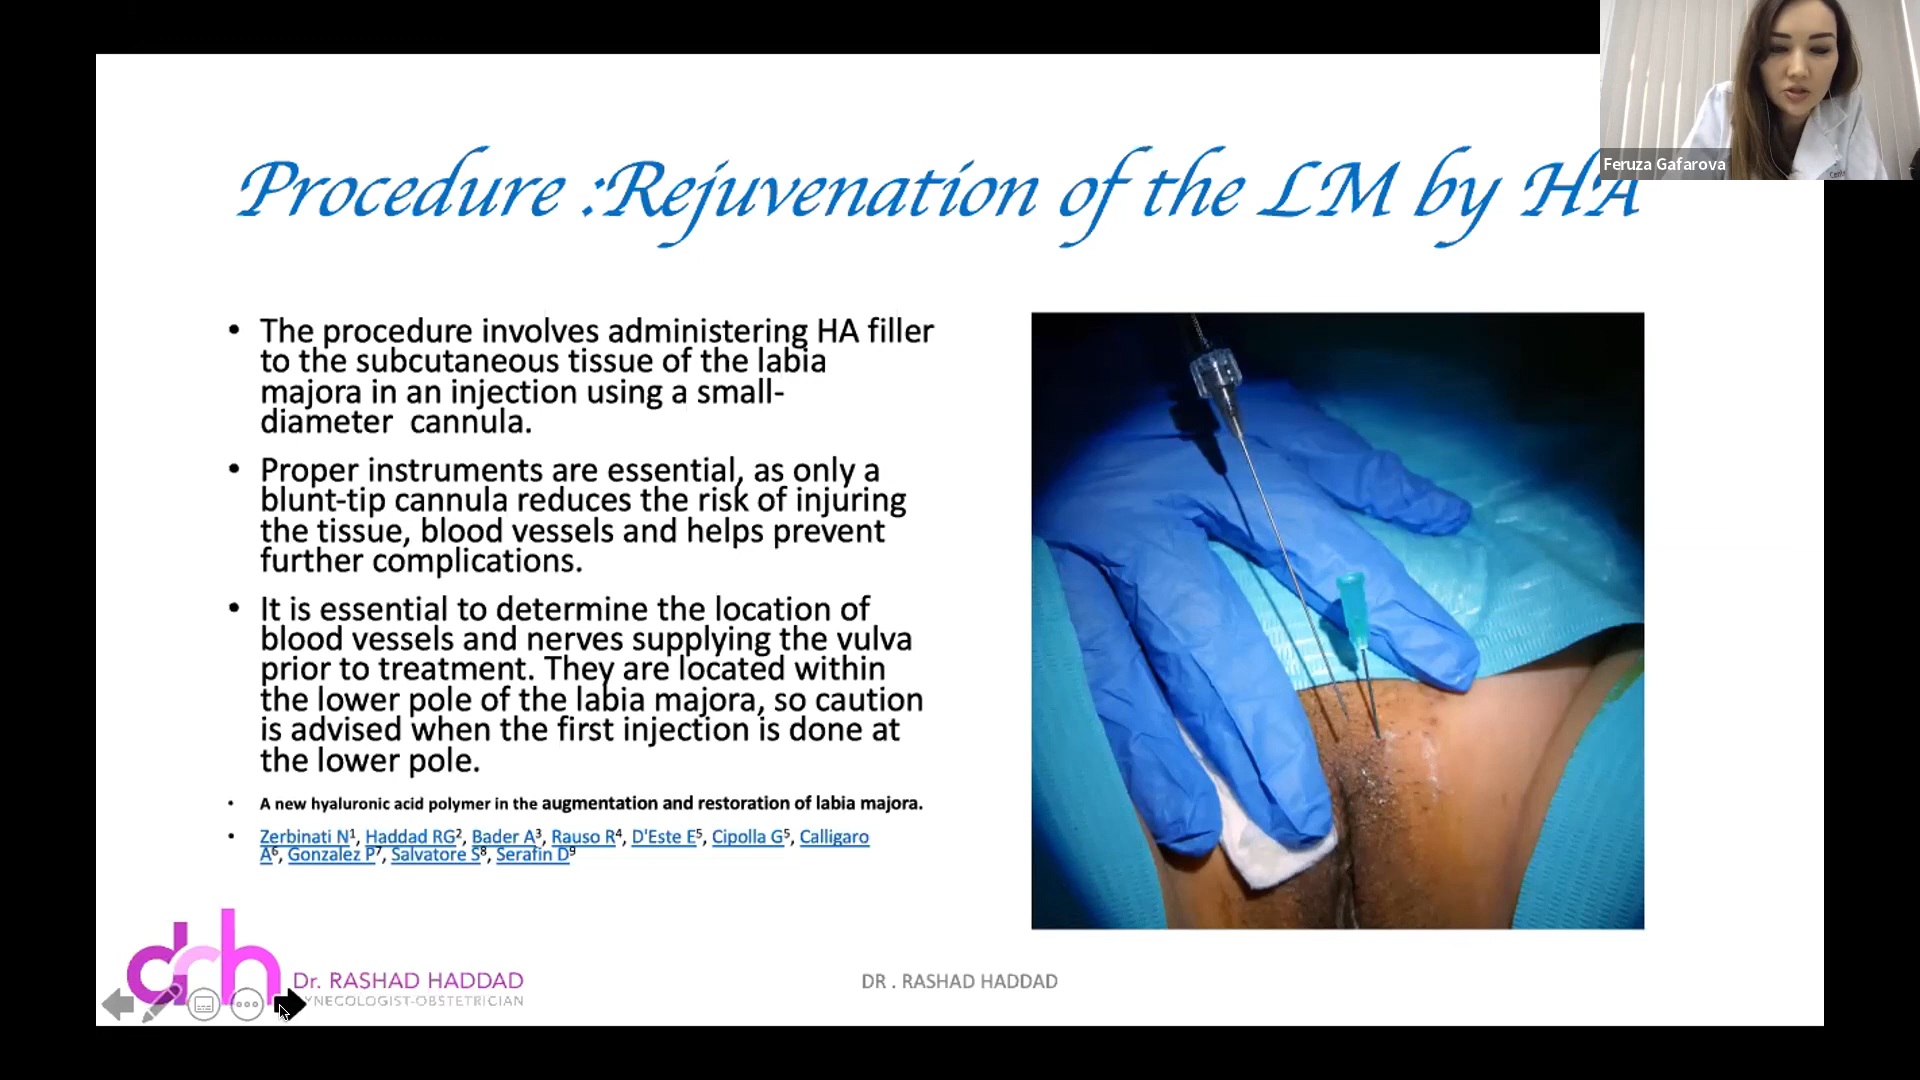 Feruza Gafarova
Procedure :Rejuvenation of the LM by HA
• The procedure involves administering HA filler
to the subcutaneous tissue of the labia
majora in an injection using a small-
diameter cannula.
• Proper instruments are essential, as only a
blunt-tip cannula reduces the risk of injuring
the tissue, blood vessels and helps prevent
further complications.
• It is essential to determine the location of
blood vessels and nerves supplying the vulva
prior to treatment. They are located within
the lower pole of the labia majora, so caution
is advised when the first injection is done at
the lower pole.
• A new hyaluronic acid polymer in the augmentation and restoration of labia majora.
• Zerbinati N1, Haddad RG2, Bader A3, Rauso R4, D'Este E5, Cipolla G5, Calligaro
A6, Gonzalez P7, Salvatore S8, Serafin D9
drh
Dr. RASHAD HADDAD
YNECOLOGIST-OBSTETRICIAN
DR . RASHAD HADDAD